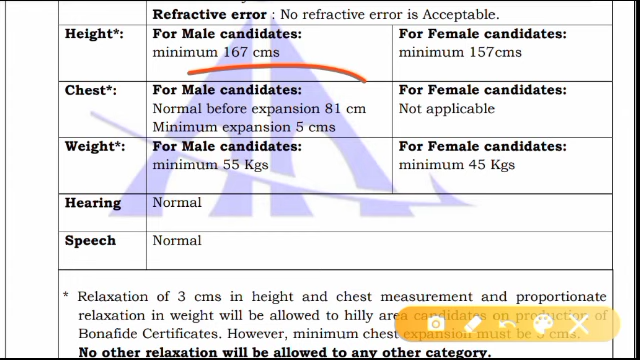 Refractive error : No refractive error is Acceptable.
Height*: For Male candidates: For Female candidates:
minimum 167 cms minimum 157cms
Chest*: For Male candidates: For Female candidates:
Normal before expansion 81 cm Not applicable
Minimum expansion 5 cms
Weight*: For Male candidates: For Female candidates:
minimum 55 Kgs minimum 45 Kgs
Hearing Normal
Speech Normal
* Relaxation of 3 cms in height and chest measurement and proportionate
relaxation in weight will be allowed to hilly area candidates on production of
Bonafide Certificates. However, minimum chest expansion must be 5 cms.
No other relaxation will be allowed to any other category.